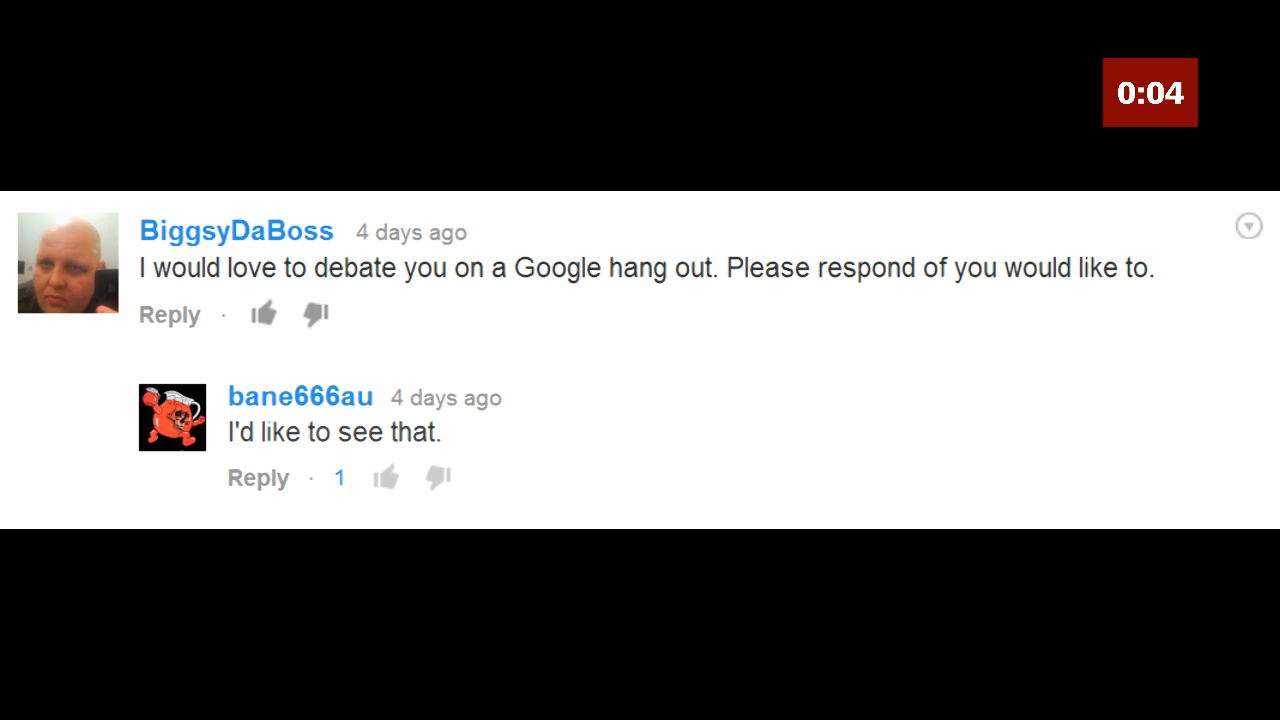 0:04
BiggsyDaBoss 4 days ago
I would love to debate you on a Google hang out. Please respond of you would like to.
Reply ·
bane666au 4 days ago
I'd like to see that.
Reply · 1